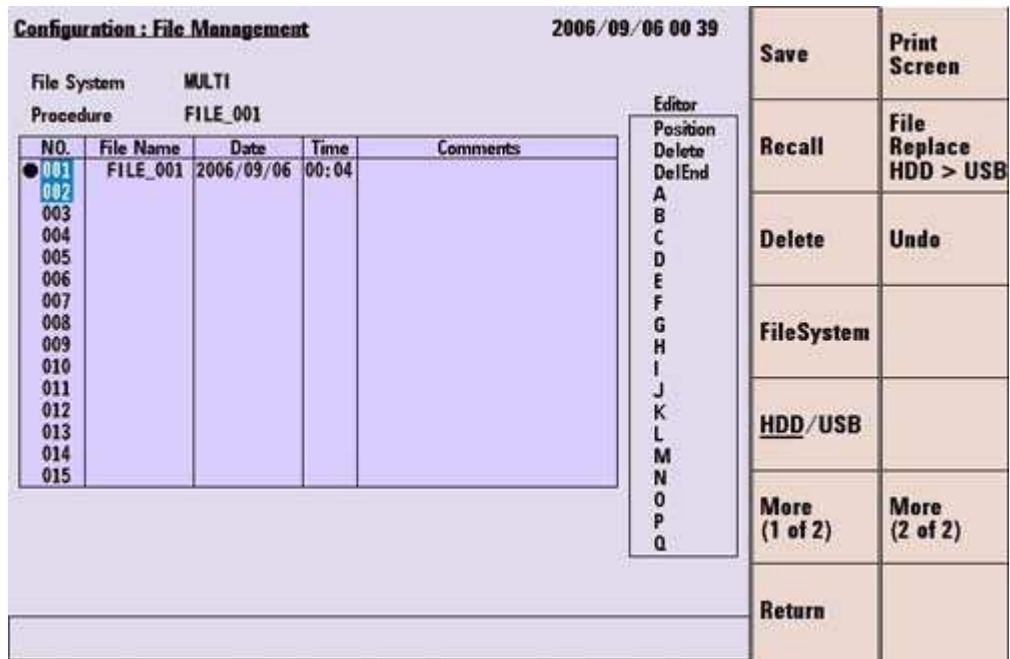 Configuration : File Management
2006/09/06 00 39
File System MULTI
Procedure FILE_001
NO. File Name Date Time Comments
001 FILE_001 2006/09/06 00:04
002
003
004
005
006
007
008
009
010
011
012
013
014
015
Editor
Position
Delete
DelEnd
A
B
C
D
E
F
G
H
I
J
K
L
M
N
O
P
Q
Save
Recall
Delete
FileSystem
HDD/USB
More
(1 of 2)
Return
Print
Screen
File
Replace
HDD > USB
Undo
More
(2 of 2)